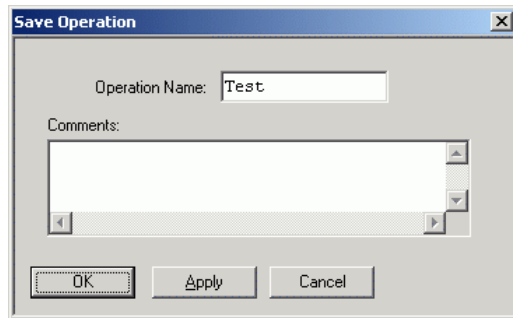 Save Operation
Operation Name: Test
Comments:
OK Apply Cancel